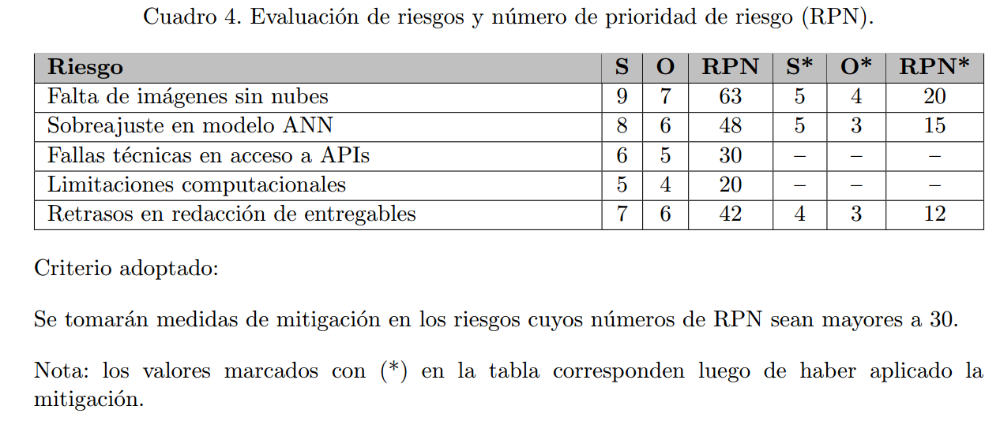 Cuadro 4. Evaluación de riesgos y número de prioridad de riesgo (RPN).
Riesgo S O RPN S* O* RPN*
Falta de imágenes sin nubes 9 7 63 5 4 20
Sobreajuste en modelo ANN 8 6 48 5 3 15
Fallas técnicas en acceso a APIs 6 5 30 – – –
Limitaciones computacionales 5 4 20 – – –
Retrasos en redacción de entregables 7 6 42 4 3 12
Criterio adoptado:
Se tomarán medidas de mitigación en los riesgos cuyos números de RPN sean mayores a 30.
Nota: los valores marcados con (*) en la tabla corresponden luego de haber aplicado la
mitigación.